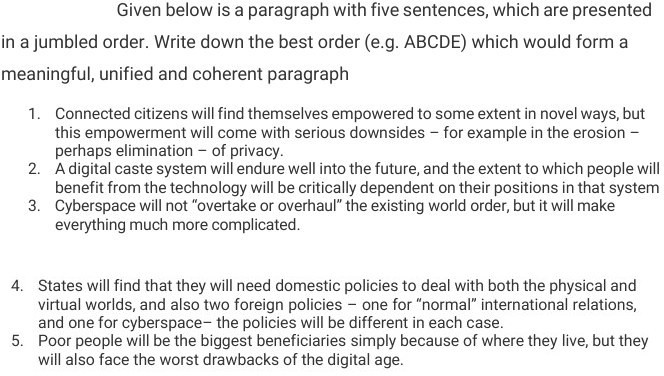 Given below is a paragraph with five sentences, which are presented
in a jumbled order. Write down the best order (e.g. ABCDE) which would form a
meaningful, unified and coherent paragraph
1. Connected citizens will find themselves empowered to some extent in novel ways, but
this empowerment will come with serious downsides – for example in the erosion –
perhaps elimination – of privacy.
2. A digital caste system will endure well into the future, and the extent to which people will
benefit from the technology will be critically dependent on their positions in that system
3. Cyberspace will not “overtake or overhaul” the existing world order, but it will make
everything much more complicated.
4. States will find that they will need domestic policies to deal with both the physical and
virtual worlds, and also two foreign policies – one for “normal” international relations,
and one for cyberspace– the policies will be different in each case.
5. Poor people will be the biggest beneficiaries simply because of where they live, but they
will also face the worst drawbacks of the digital age.